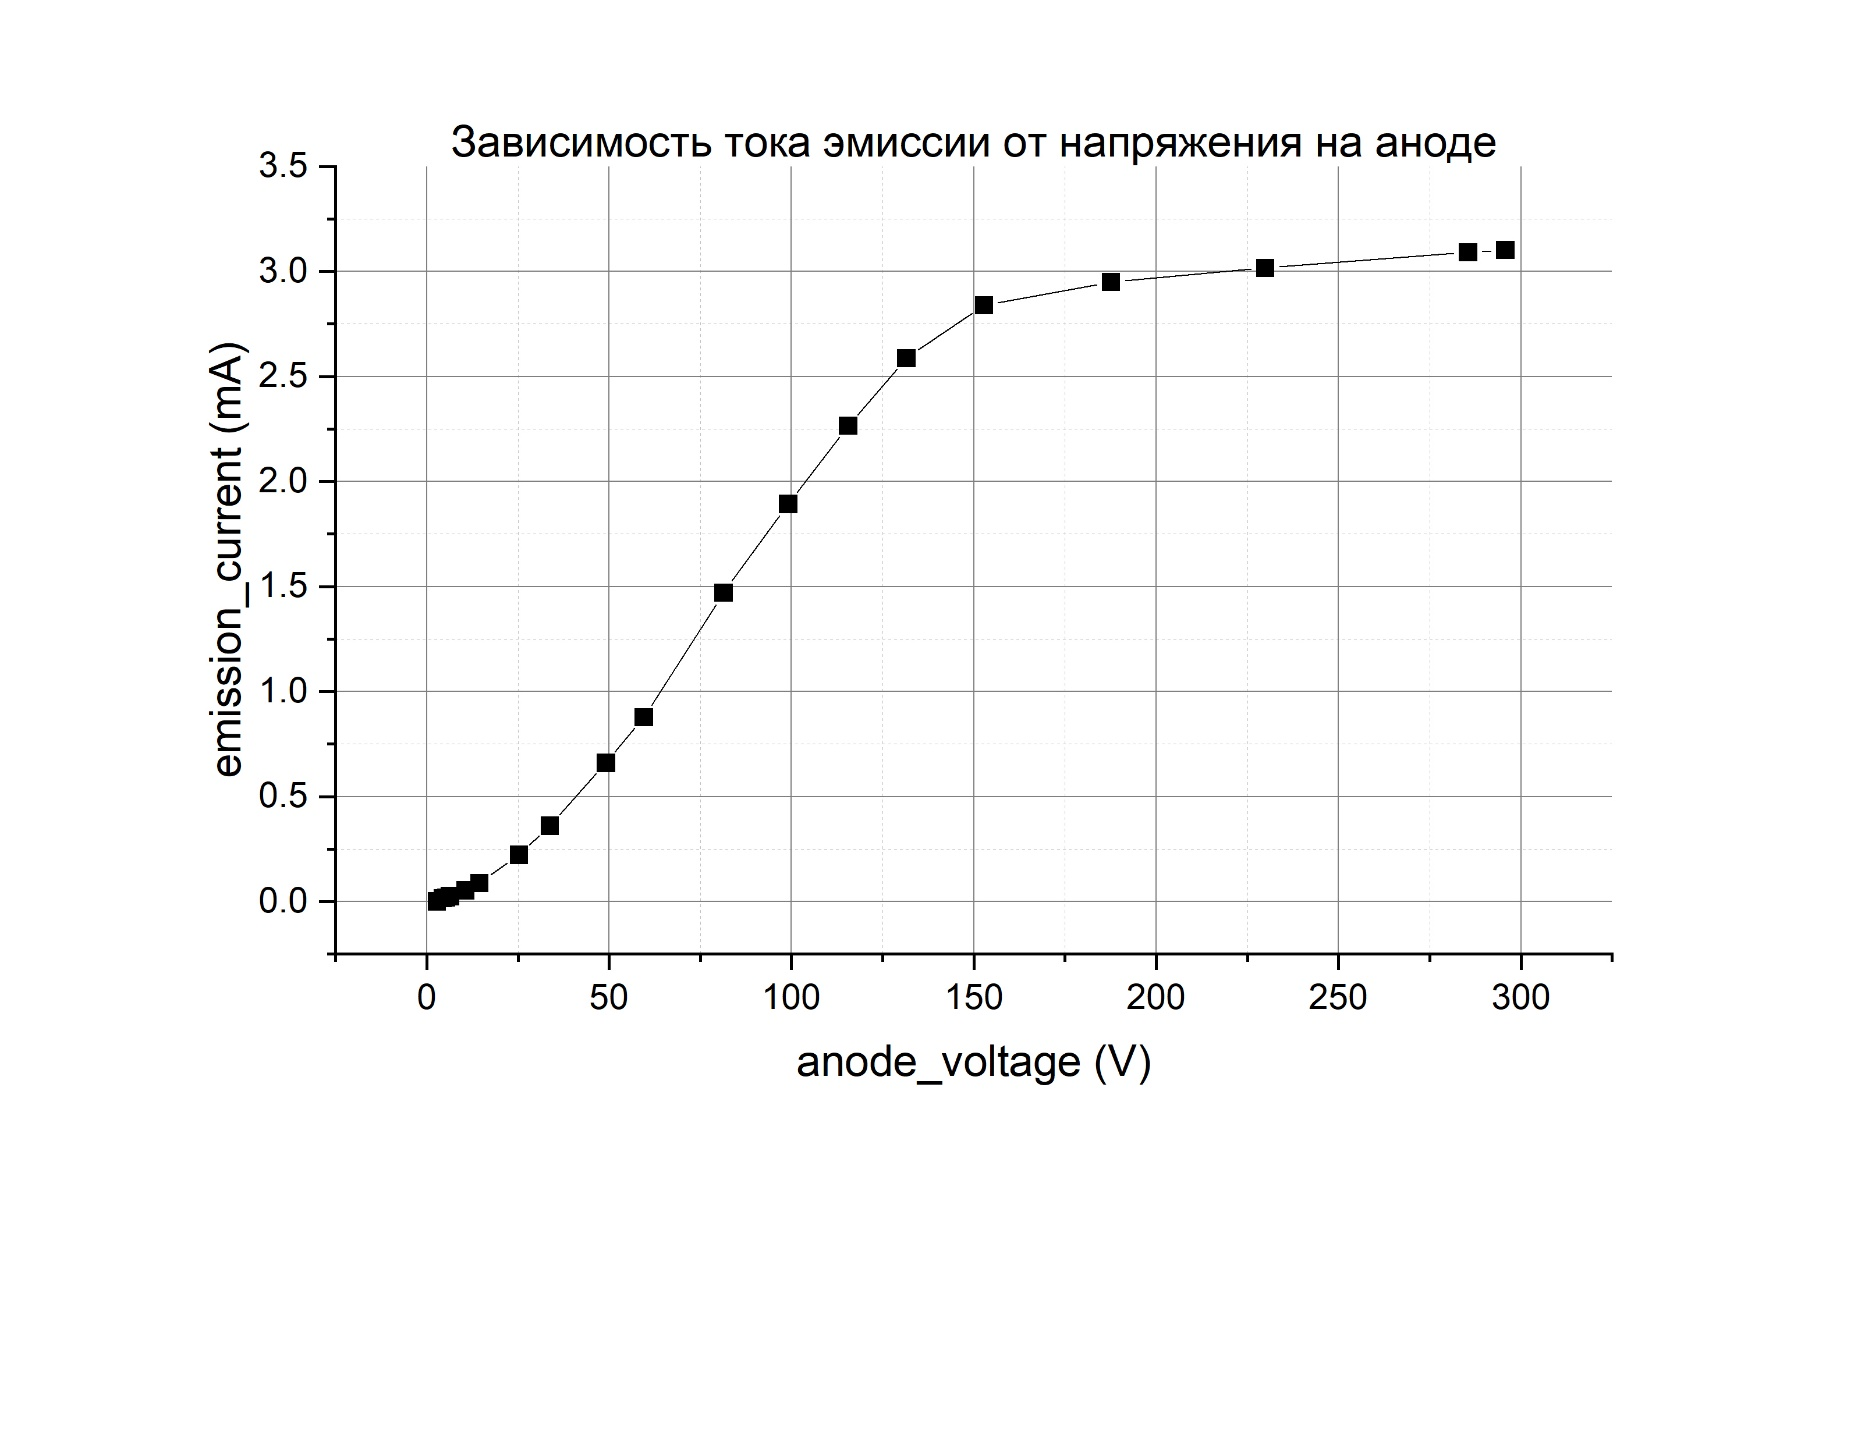 Зависимость тока эмиссии от напряжения на аноде
3.5
3.0
2.5
2.0
1.5
1.0
0.5
0.0
emission_current (mA)
0 50 100 150 200 250 300
anode_voltage (V)